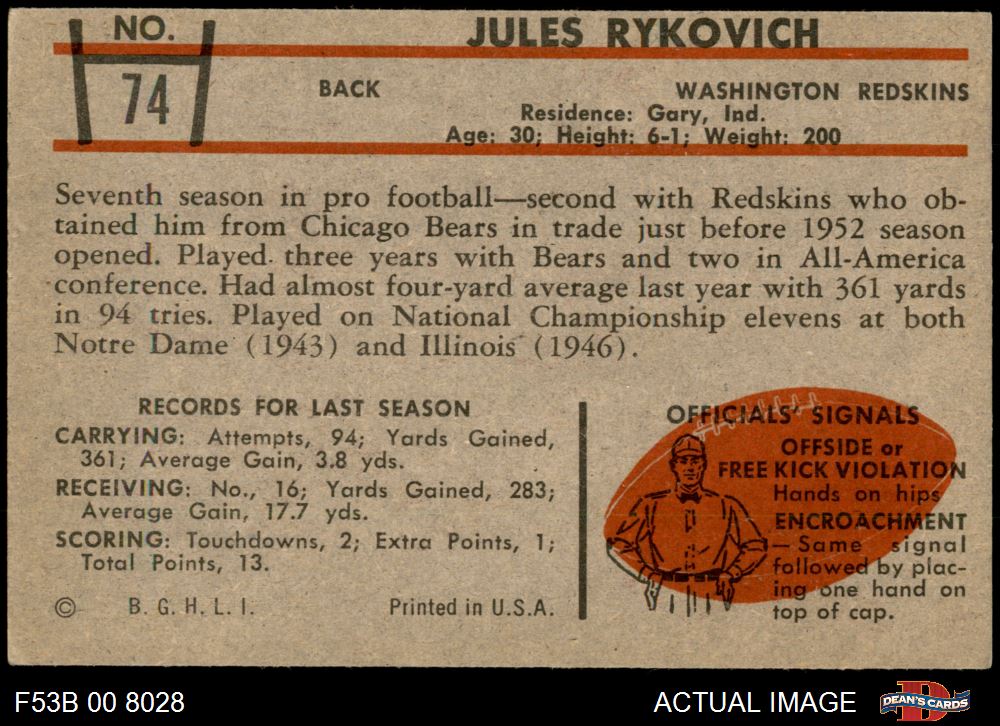 NO.
74
JULES RYKOVICH
BACK
WASHINGTON REDSKINS
Residence: Gary, Ind.
Age: 30; Height: 6-1; Weight: 200
Seventh season in pro football—second with Redskins who ob-
tained him from Chicago Bears in trade just before 1952 season
opened. Played three years with Bears and two in All-America
conference. Had almost four-yard average last year with 361 yards
in 94 tries. Played on National Championship elevens at both
Notre Dame (1943) and Illinois (1946).
RECORDS FOR LAST SEASON
CARRYING: Attempts, 94; Yards Gained,
361; Average Gain, 3.8 yds.
RECEIVING: No., 16; Yards Gained, 283;
Average Gain, 17.7 yds.
SCORING: Touchdowns, 2; Extra Points, 1;
Total Points, 13.
© B. G. H. L. I. Printed in U.S.A.
OFFICIALS' SIGNALS
OFFSIDE or
FREE KICK VIOLATION
Hands on hips
ENCROACHMENT
—Same signal
followed by plac-
ing one hand on
top of cap.
F53B 00 8028
ACTUAL IMAGE
D
DEAN'S CARDS